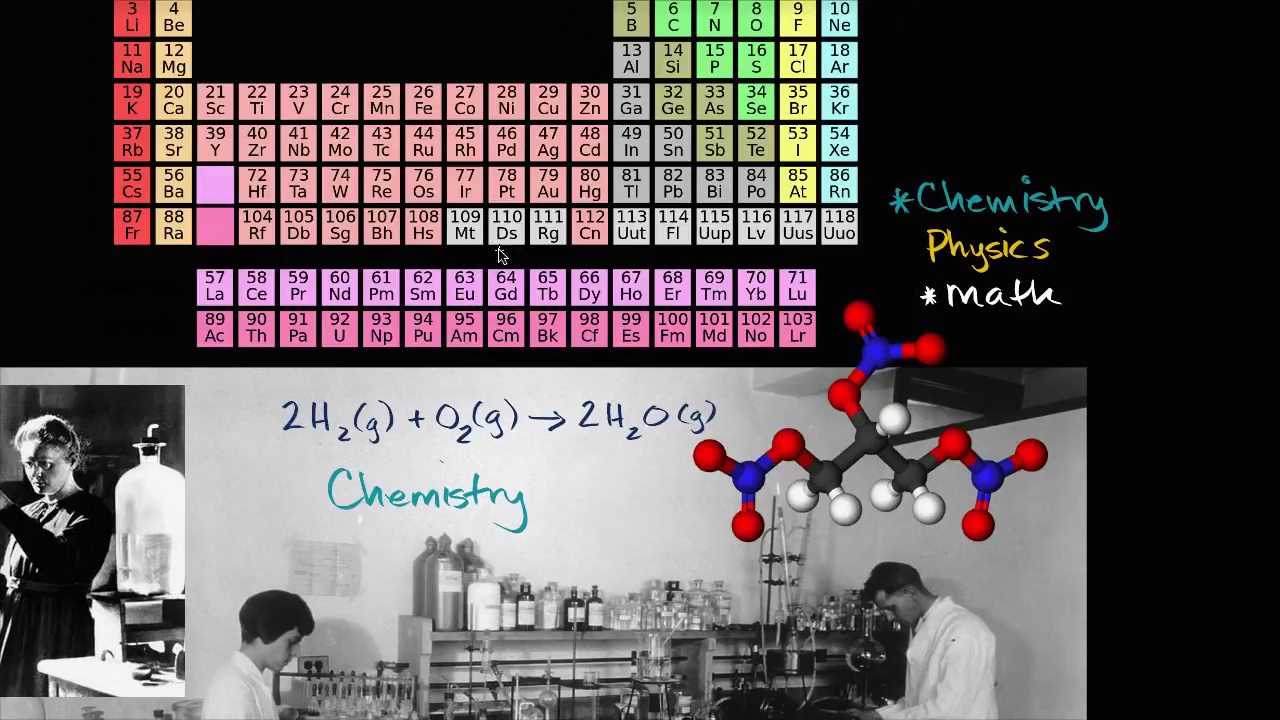 3 4 5 6 7 8 9 10
Li Be B C N O F Ne
11 12 13 14 15 16 17 18
Na Mg Al Si P S Cl Ar
19 20 21 22 23 24 25 26 27 28 29 30 31 32 33 34 35 36
K Ca Sc Ti V Cr Mn Fe Co Ni Cu Zn Ga Ge As Se Br Kr
37 38 39 40 41 42 43 44 45 46 47 48 49 50 51 52 53 54
Rb Sr Y Zr Nb Mo Tc Ru Rh Pd Ag Cd In Sn Sb Te I Xe
55 56 72 73 74 75 76 77 78 79 80 81 82 83 84 85 86
Cs Ba Hf Ta W Re Os Ir Pt Au Hg Tl Pb Bi Po At Rn
87 88 104 105 106 107 108 109 110 111 112 113 114 115 116 117 118
Fr Ra Rf Db Sg Bh Hs Mt Ds Rg Cn Uut Fl Uup Lv Uus Uuo
57 58 59 60 61 62 63 64 65 66 67 68 69 70 71
La Ce Pr Nd Pm Sm Eu Gd Tb Dy Ho Er Tm Yb Lu
89 90 91 92 93 94 95 96 97 98 99 100 101 102 103
Ac Th Pa U Np Pu Am Cm Bk Cf Es Fm Md No Lr
*Chemistry
Physics
*math
2H₂(g) + O₂(g) → 2H₂O(g)
Chemistry